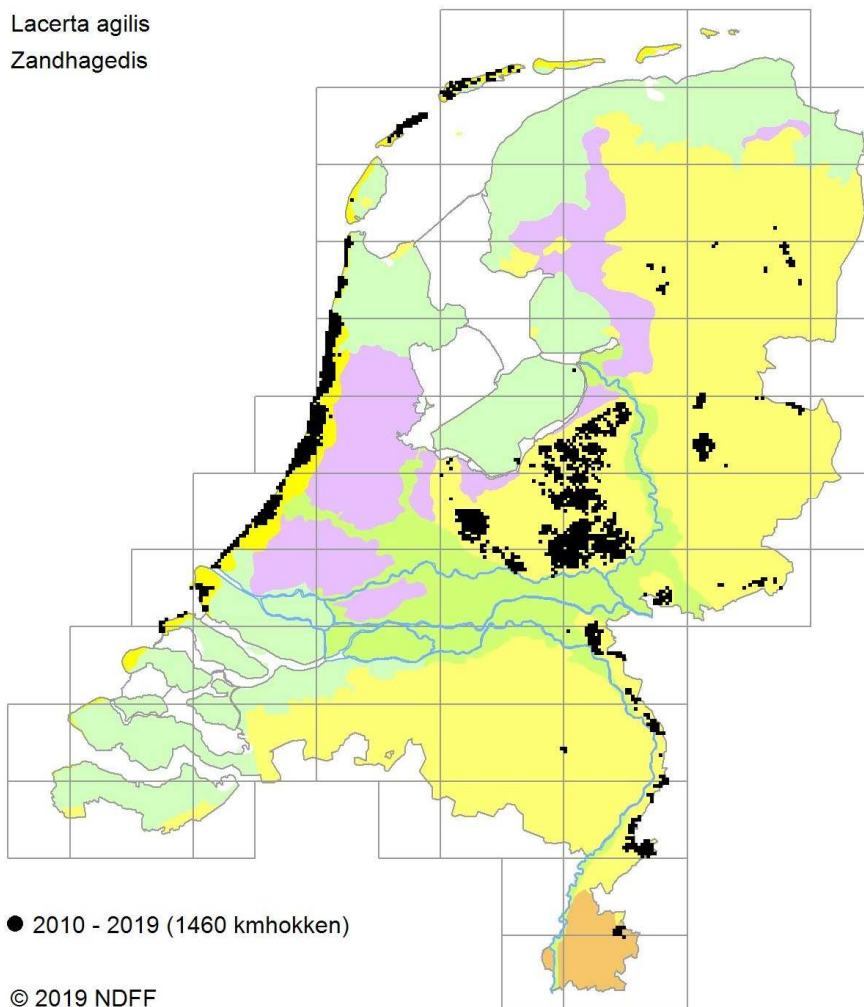 Lacerta agilis
Zandhagedis
● 2010 - 2019 (1460 kmhokken)
© 2019 NDFF